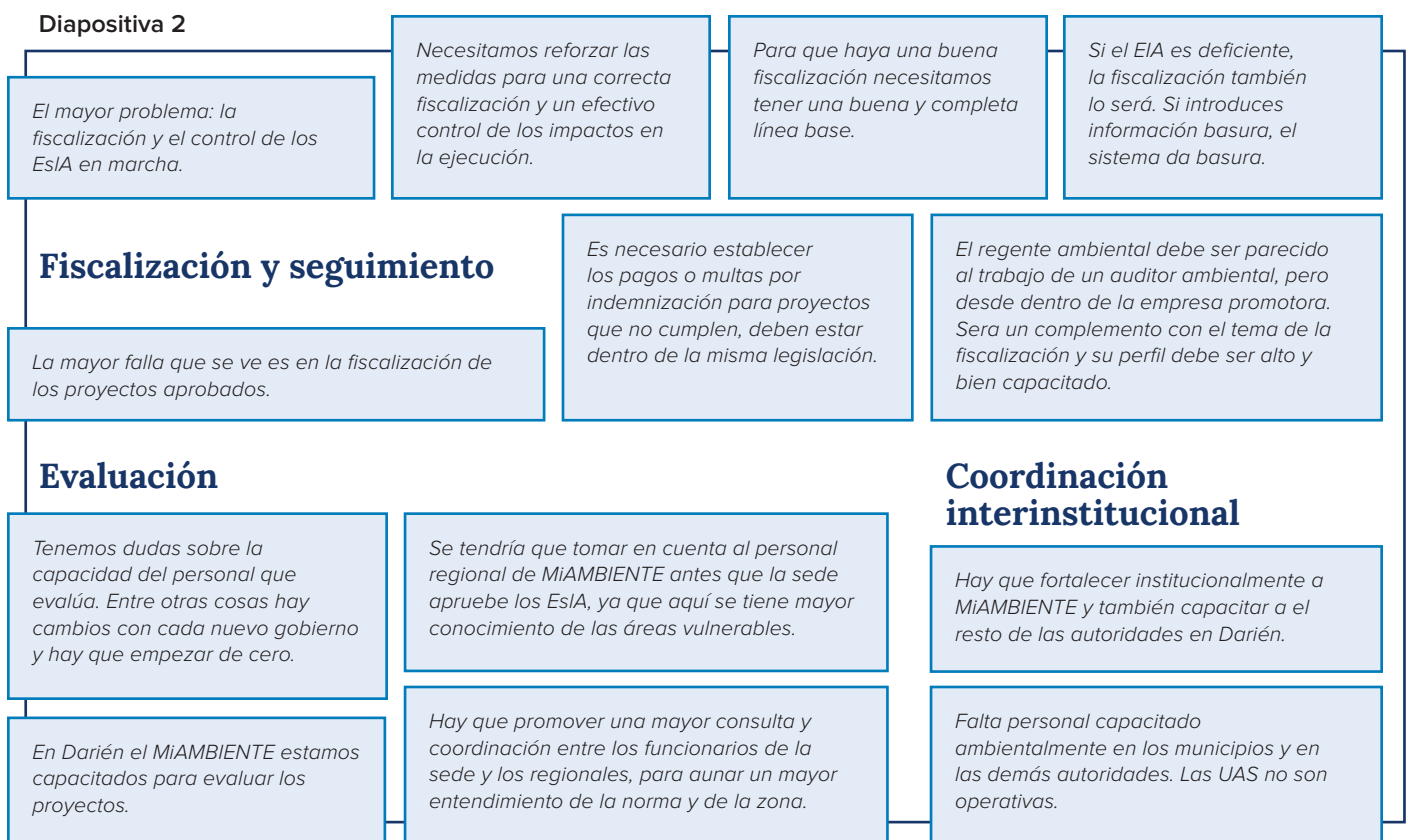 Diapositiva 2
El mayor problema: la
fiscalización y el control de los
EsIA en marcha.
Necesitamos reforzar las
medidas para una correcta
fiscalización y un efectivo
control de los impactos en
la ejecución.
Para que haya una buena
fiscalización necesitamos
tener una buena y completa
línea base.
Si el EIA es deficiente,
la fiscalización también
lo será. Si introduces
información basura, el
sistema da basura.
Fiscalización y seguimiento
La mayor falla que se ve es en la fiscalización de
los proyectos aprobados.
Es necesario establecer
los pagos o multas por
indemnización para proyectos
que no cumplen, deben estar
dentro de la misma legislación.
El regente ambiental debe ser parecido
al trabajo de un auditor ambiental, pero
desde dentro de la empresa promotora.
Sera un complemento con el tema de la
fiscalización y su perfil debe ser alto y
bien capacitado.
Evaluación
Tenemos dudas sobre la
capacidad del personal que
evalúa. Entre otras cosas hay
cambios con cada nuevo gobierno
y hay que empezar de cero.
Se tendría que tomar en cuenta al personal
regional de MiAMBIENTE antes que la sede
apruebe los EsIA, ya que aquí se tiene mayor
conocimiento de las áreas vulnerables.
En Darién el MiAMBIENTE estamos
capacitados para evaluar los
proyectos.
Hay que promover una mayor consulta y
coordinación entre los funcionarios de la
sede y los regionales, para aunar un mayor
entendimiento de la norma y de la zona.
Coordinación
interinstitucional
Hay que fortalecer institucionalmente a
MiAMBIENTE y también capacitar a el
resto de las autoridades en Darién.
Falta personal capacitado
ambientalmente en los municipios y en
las demás autoridades. Las UAS no son
operativas.